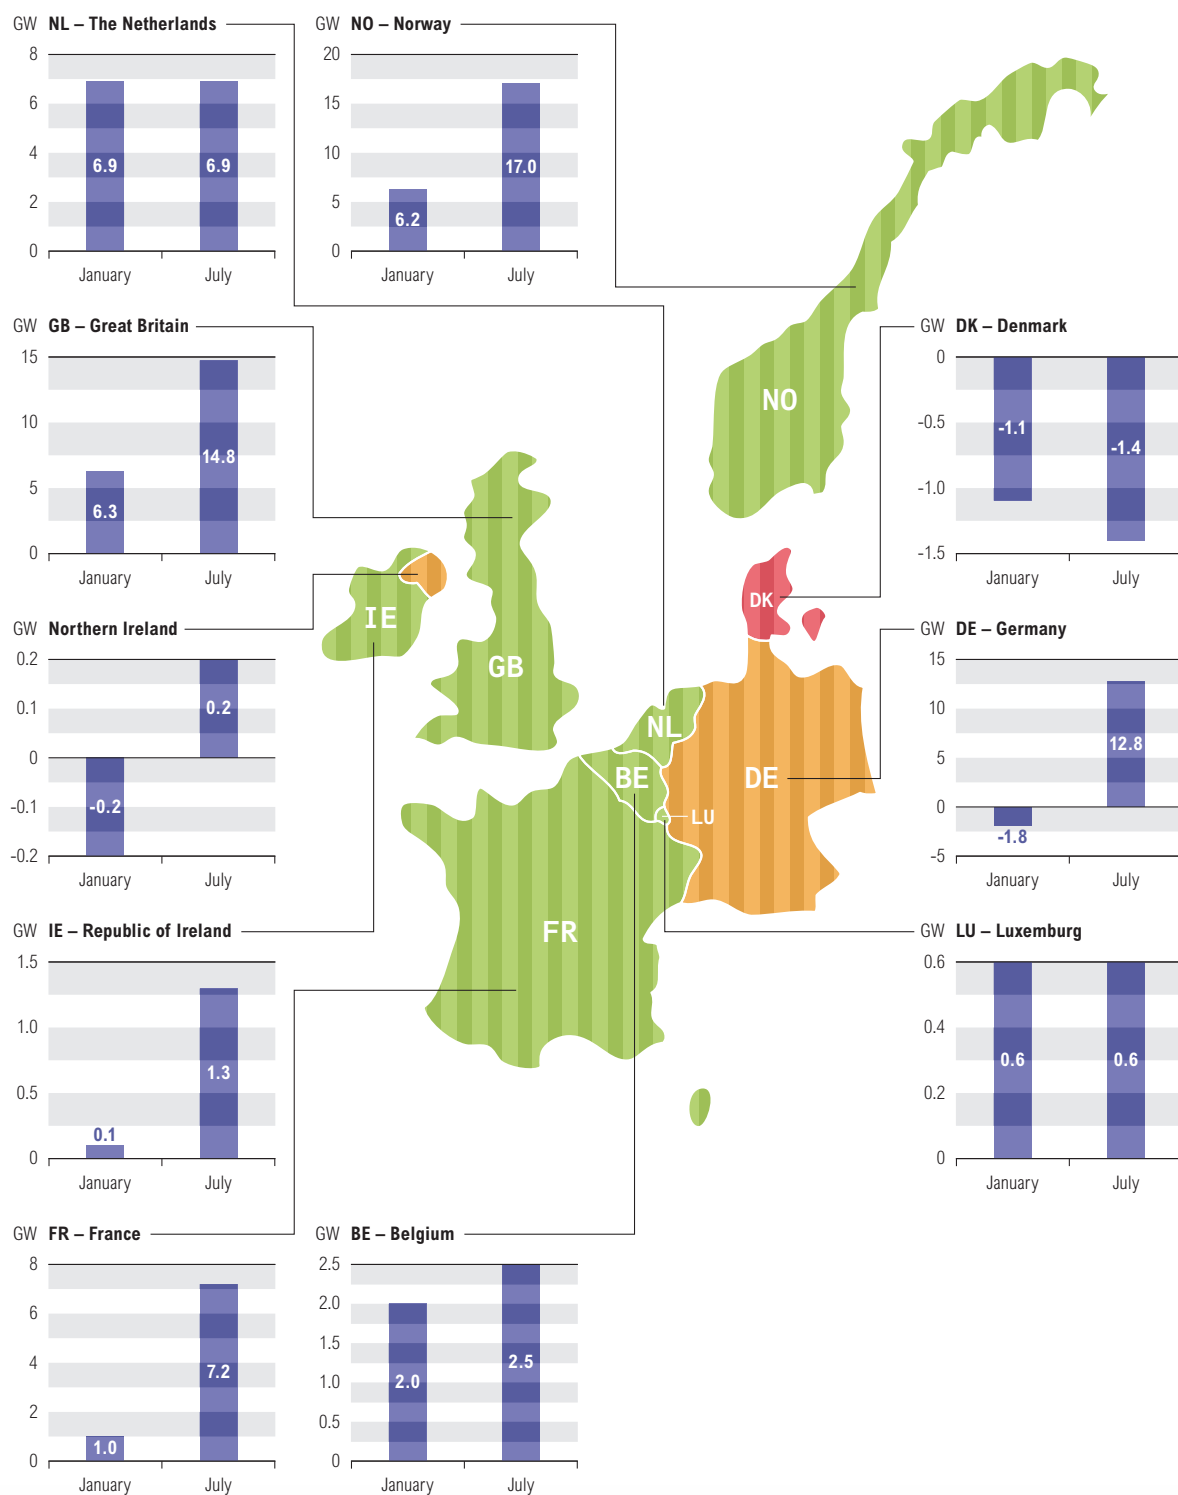 GW NL – The Netherlands
8
6
4
2
0
6.9
6.9
January
July
GW NO – Norway
20
15
10
5
0
6.2
17.0
January
July
GW GB – Great Britain
15
10
5
0
6.3
14.8
January
July
GW DK – Denmark
0
-0.5
-1.0
-1.5
-1.1
-1.4
January
July
GW Northern Ireland
0.2
0.1
0
-0.1
-0.2
-0.2
0.2
January
July
GW DE – Germany
15
10
5
0
-5
-1.8
12.8
January
July
NO
DK
IE
GB
NL
BE
DE
LU
FR
GW IE – Republic of Ireland
1.5
1.0
0.5
0
0.1
1.3
January
July
GW LU – Luxemburg
0.6
0.4
0.2
0
0.6
0.6
January
July
GW FR – France
8
6
4
2
0
1.0
7.2
January
July
GW BE – Belgium
2.5
2.0
1.5
1.0
0.5
0
2.0
2.5
January
July